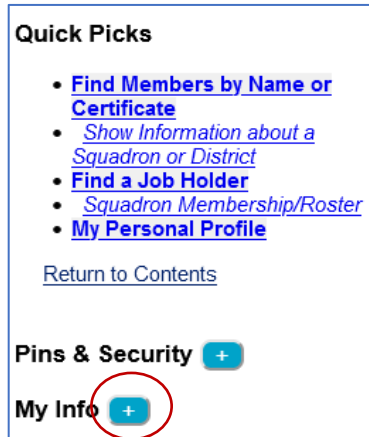 Quick Picks
• Find Members by Name or
Certificate
• Show Information about a
Squadron or District
• Find a Job Holder
• Squadron Membership/Roster
• My Personal Profile
Return to Contents
Pins & Security +
My Info +